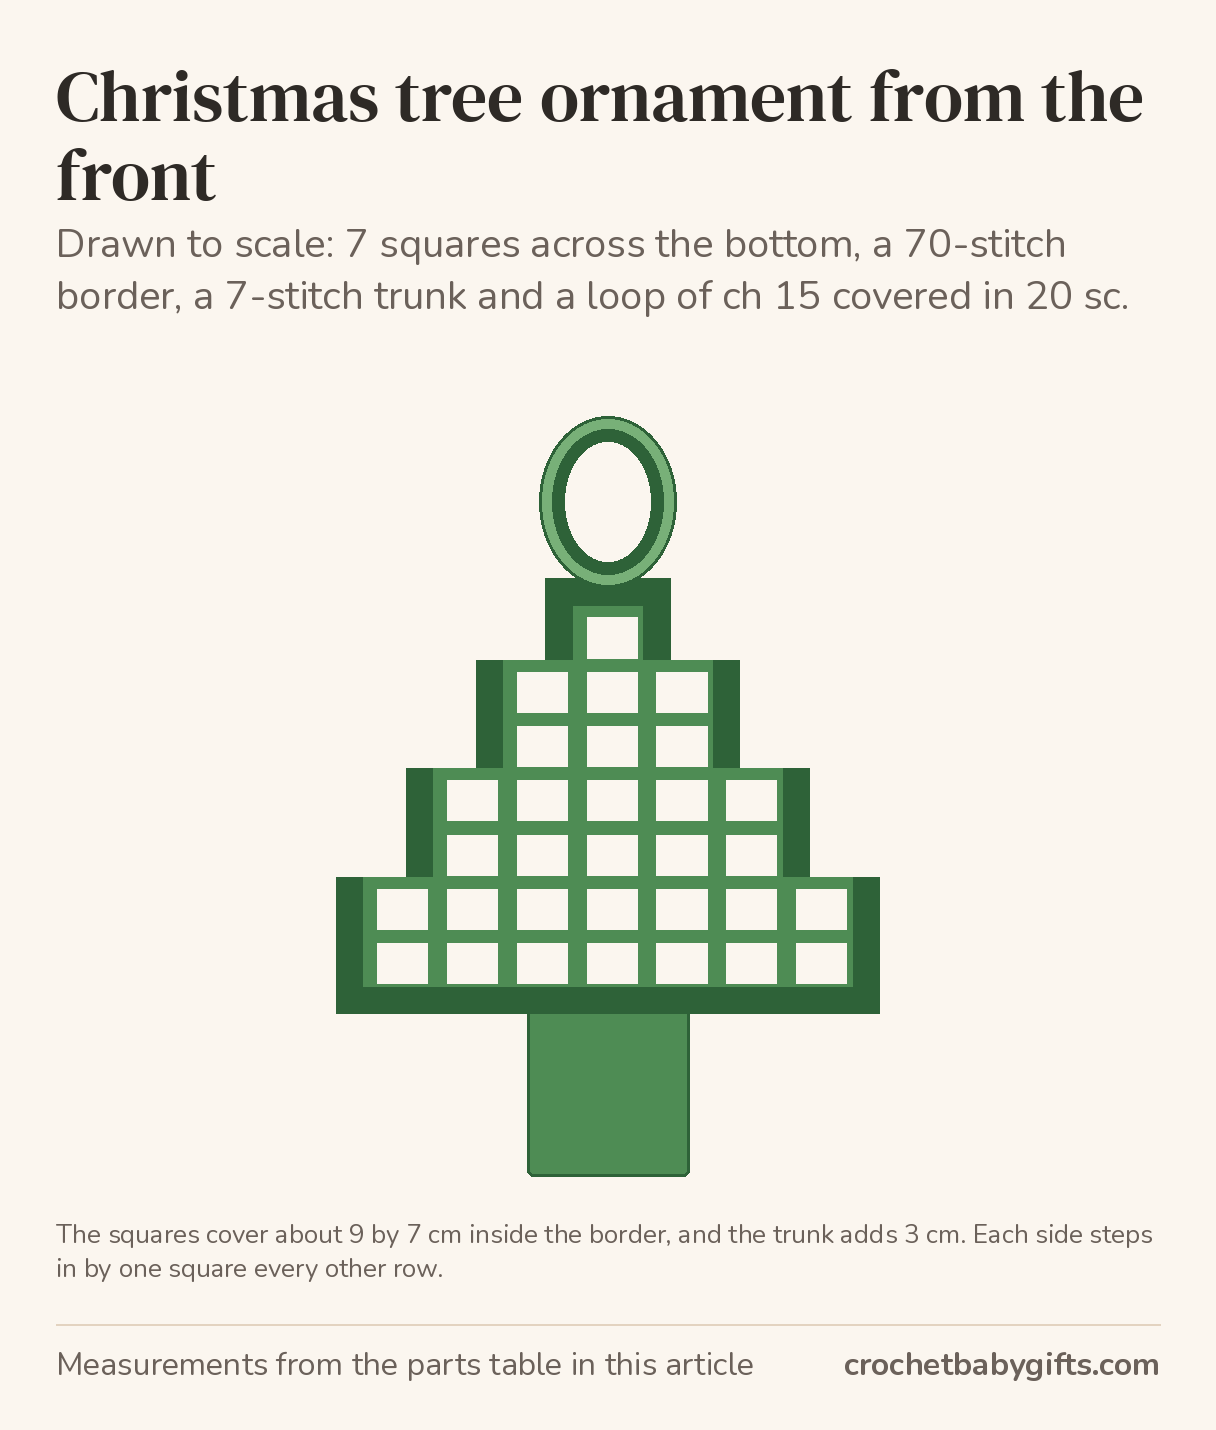 Christmas tree ornament from the
front
Drawn to scale: 7 squares across the bottom, a 70-stitch
border, a 7-stitch trunk and a loop of ch 15 covered in 20 sc.
The squares cover about 9 by 7 cm inside the border, and the trunk adds 3 cm. Each side steps
in by one square every other row.
Measurements from the parts table in this article
crochetbabygifts.com